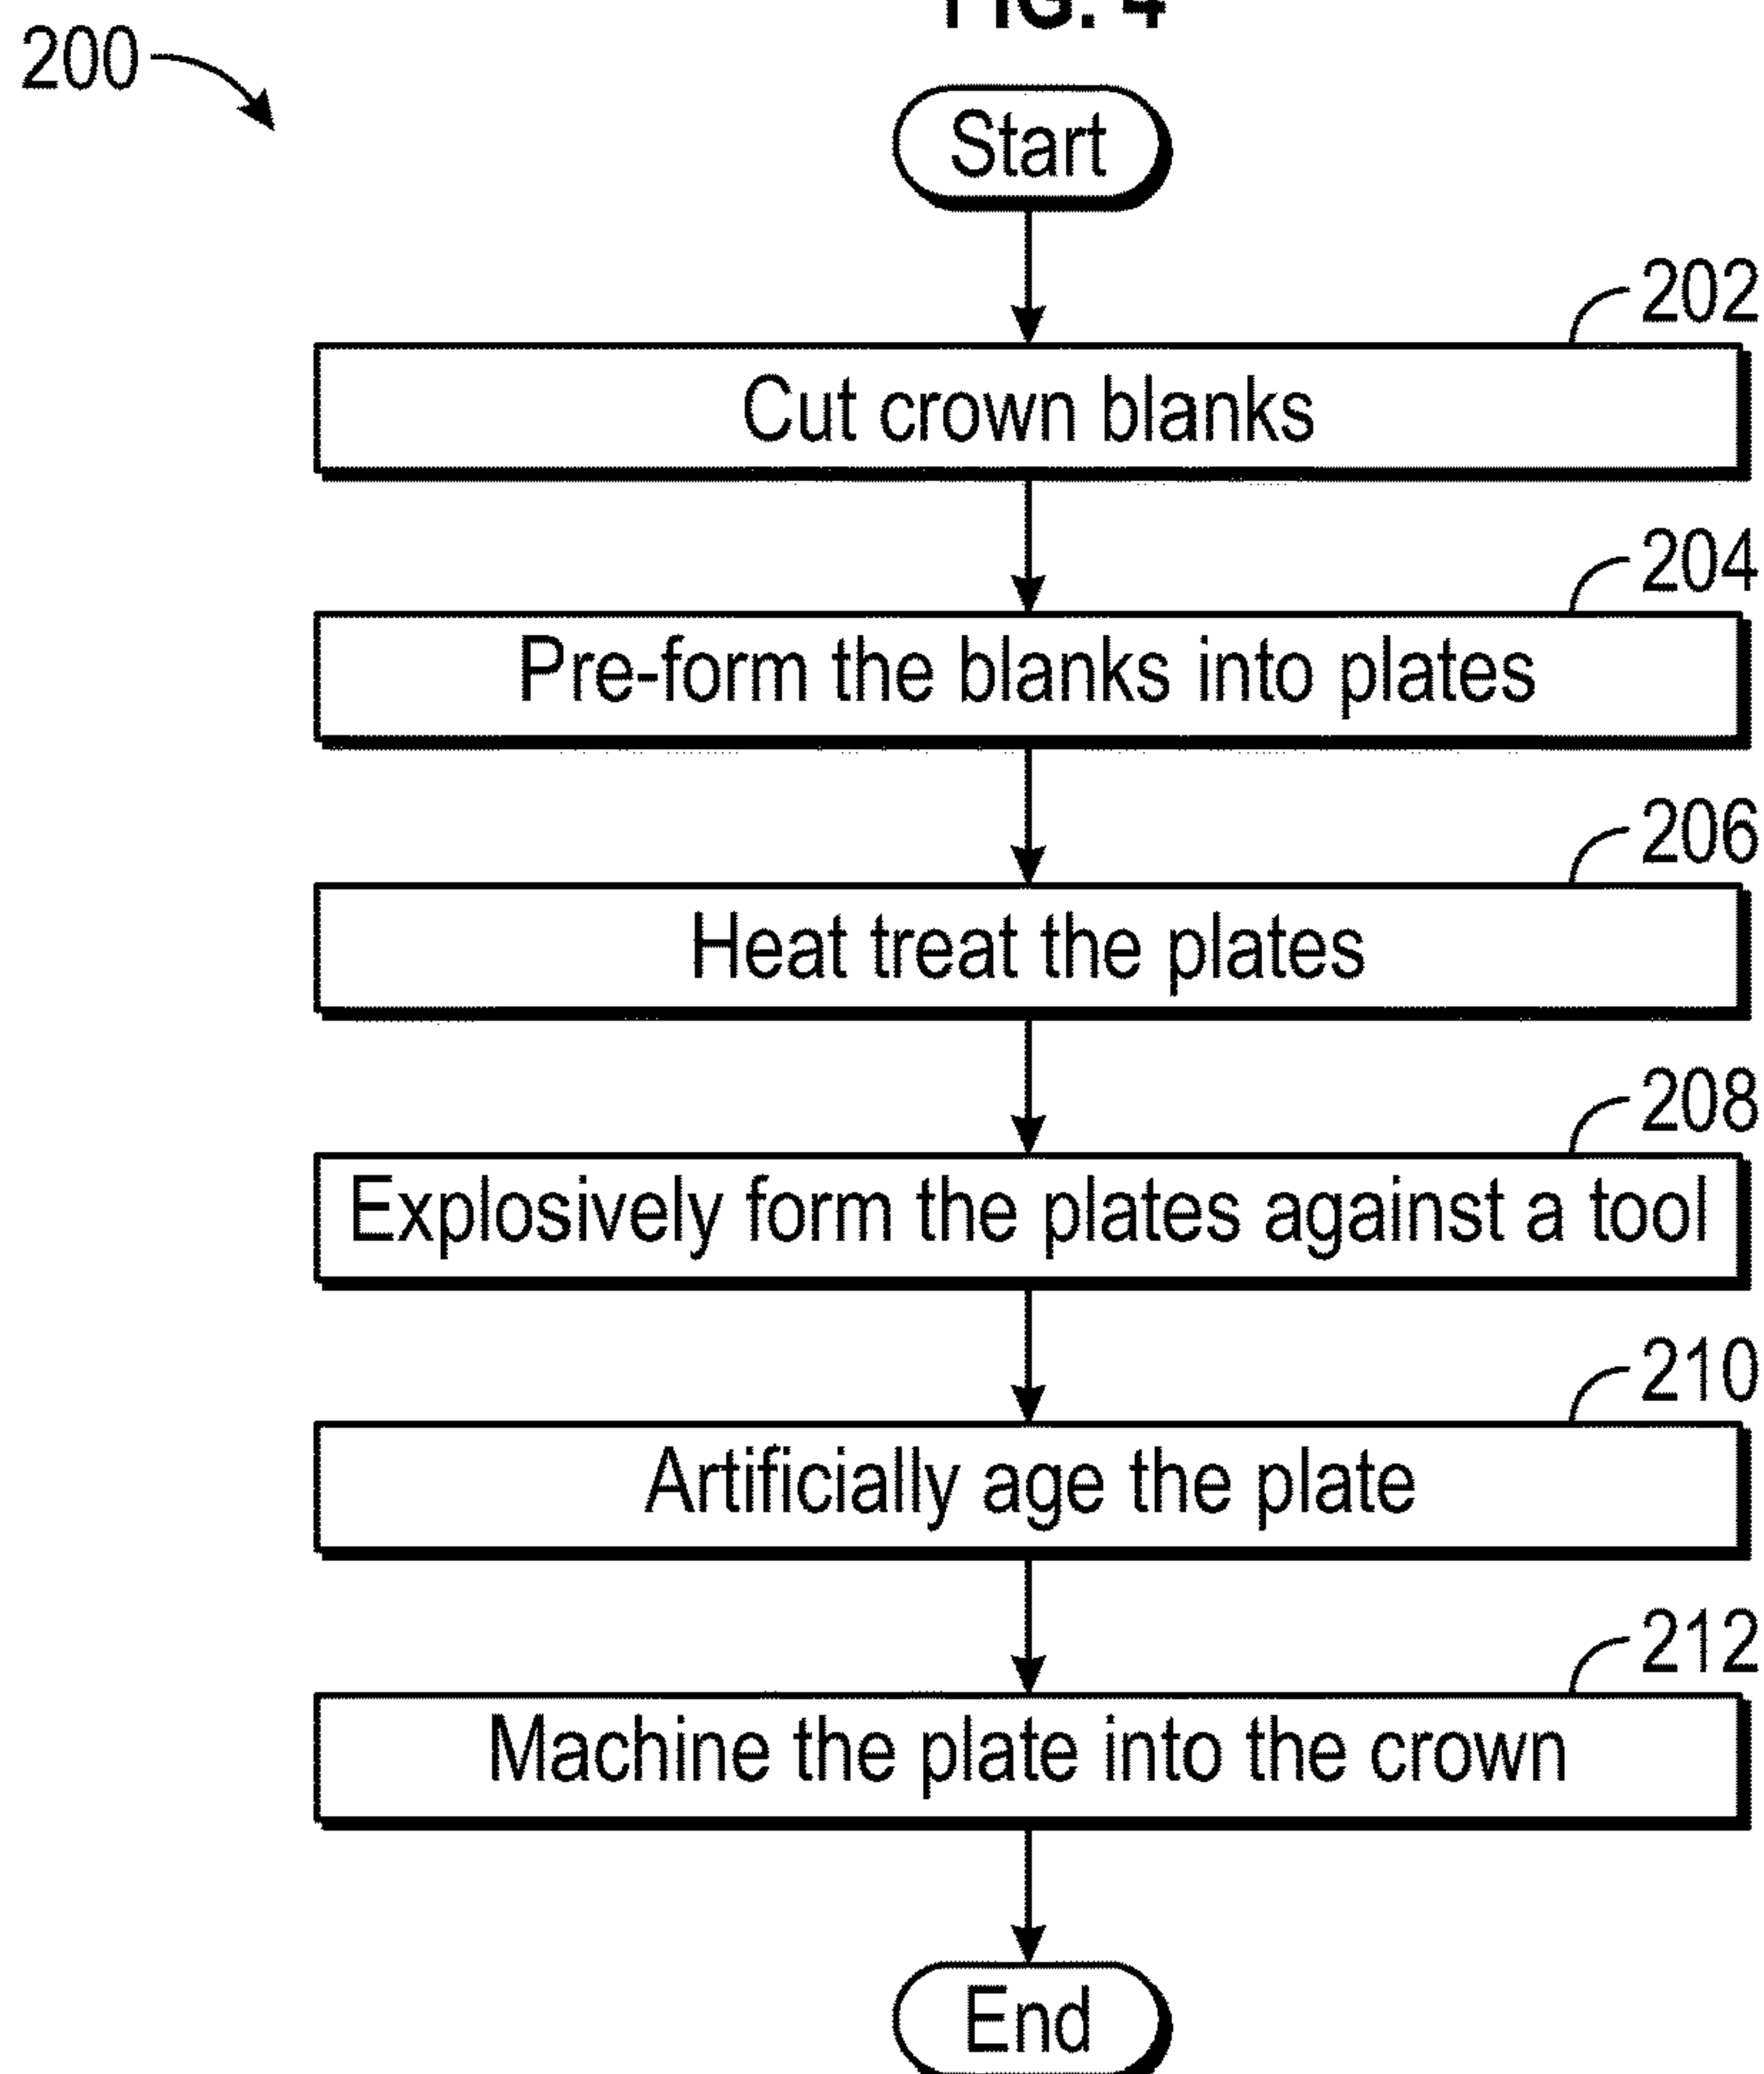 FIG. 4
200
Start
202
Cut crown blanks
204
Pre-form the blanks into plates
206
Heat treat the plates
208
Explosively form the plates against a tool
210
Artificially age the plate
212
Machine the plate into the crown
End